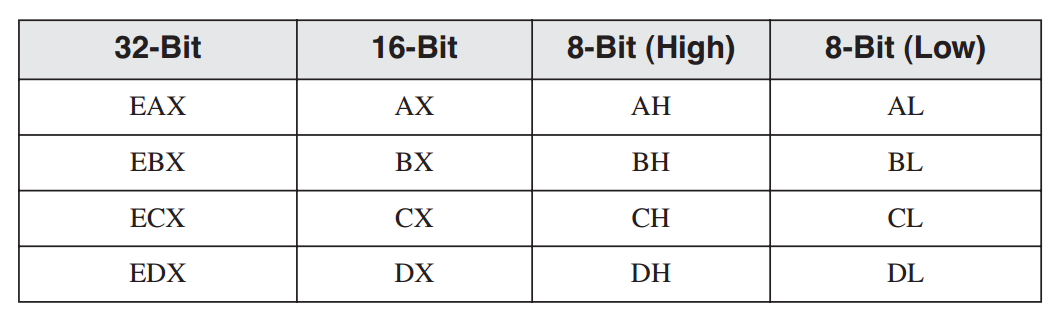 32-Bit 16-Bit 8-Bit (High) 8-Bit (Low)
EAX AX AH AL
EBX BX BH BL
ECX CX CH CL
EDX DX DH DL